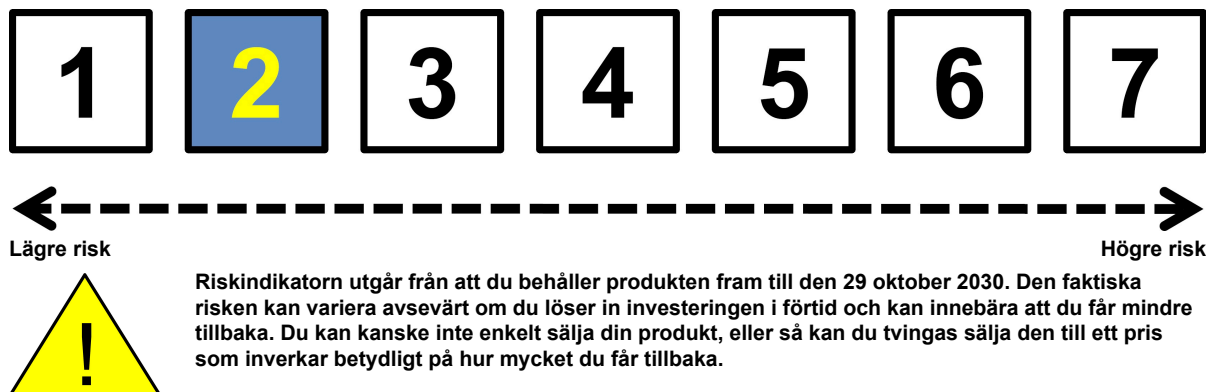 1 2 3 4 5 6 7
Lägre risk Högre risk
! Riskindikatorn utgår från att du behåller produkten fram till den 29 oktober 2030. Den faktiska
risken kan variera avsevärt om du löser in investeringen i förtid och kan innebära att du får mindre
tillbaka. Du kan kanske inte enkelt sälja din produkt, eller så kan du tvingas sälja den till ett pris
som inverkar betydligt på hur mycket du får tillbaka.